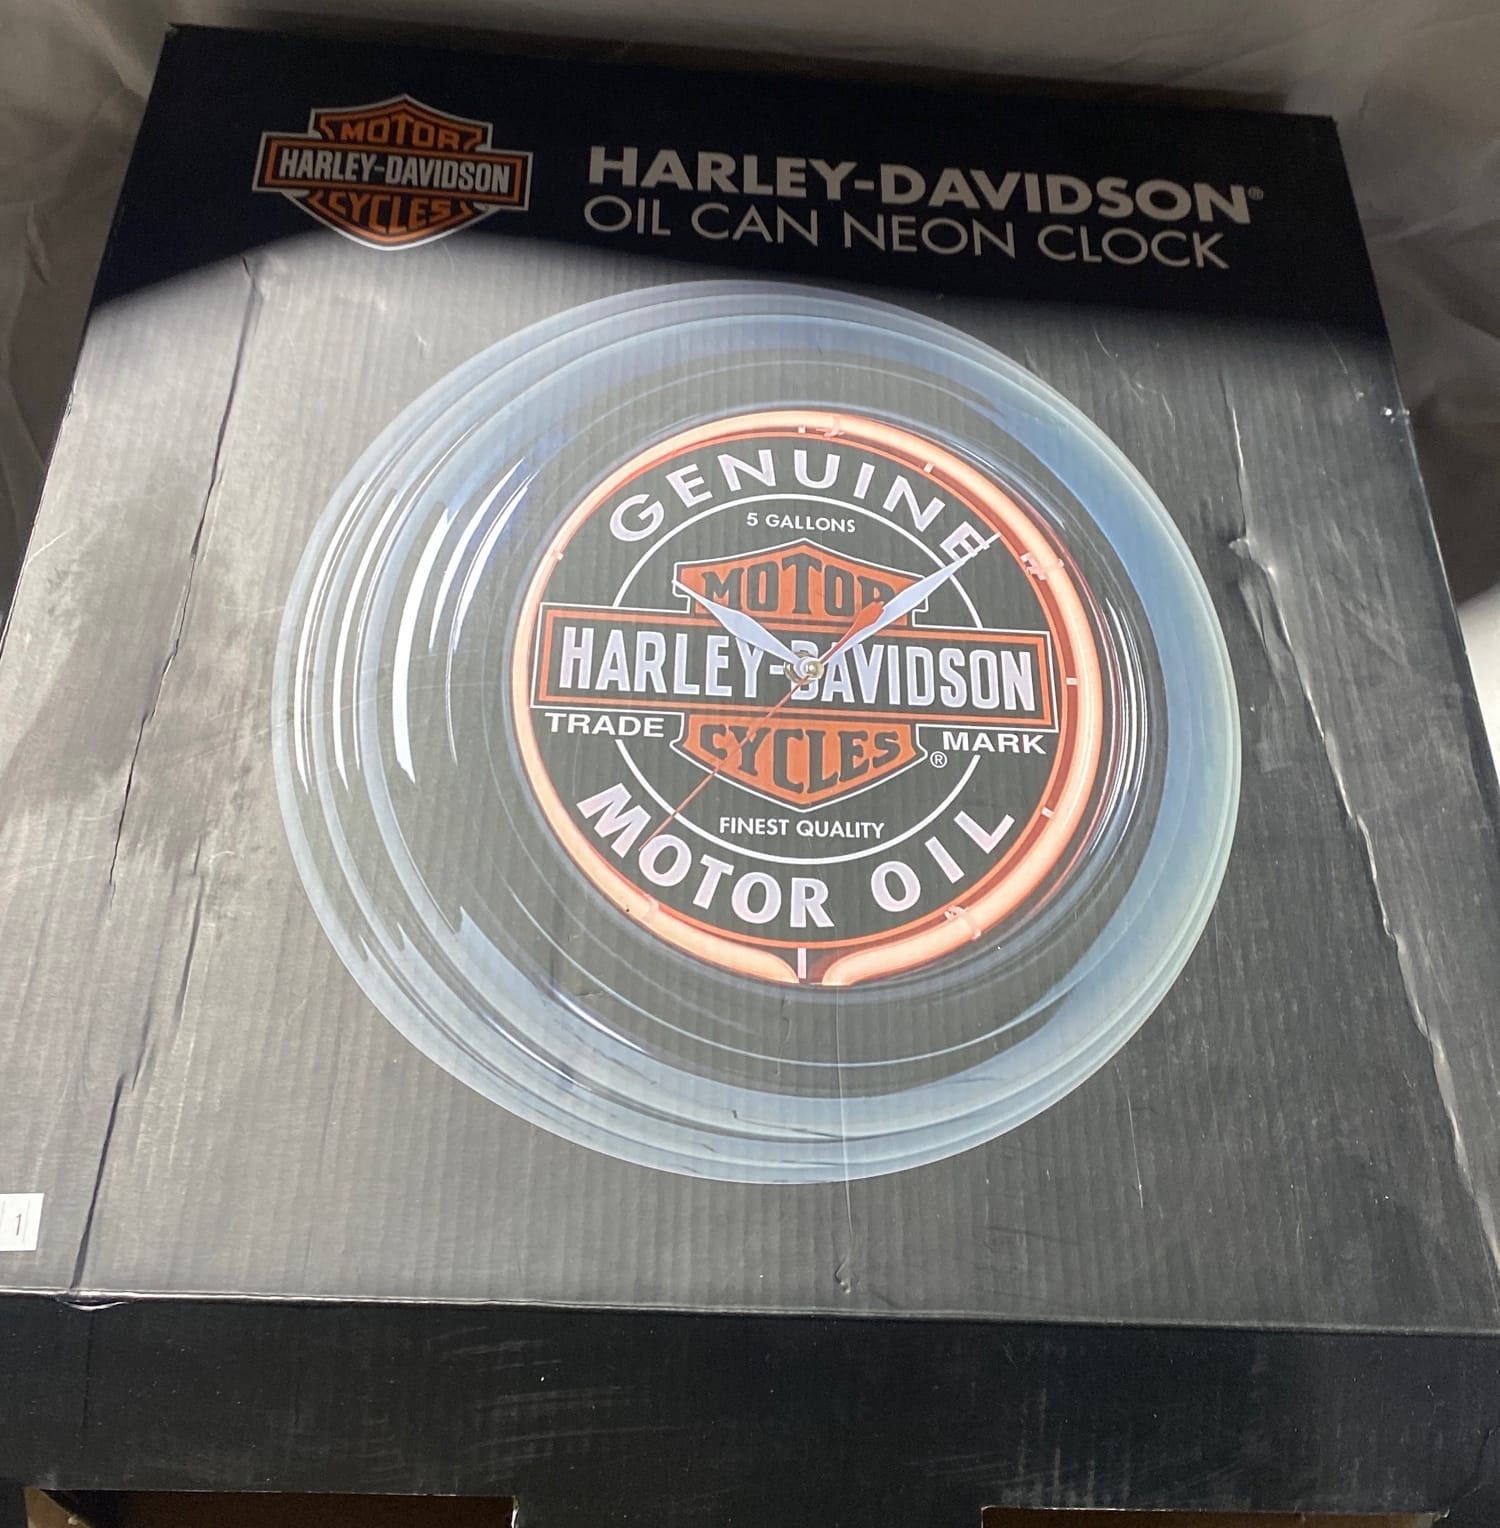 MOTOR
HARLEY-DAVIDSON
CYCLES
HARLEY-DAVIDSON®
OIL CAN NEON CLOCK
GENUINE
5 GALLONS
MOTOR
HARLEY-DAVIDSON
TRADE MARK
CYCLES
®
FINEST QUALITY
MOTOR OIL
1